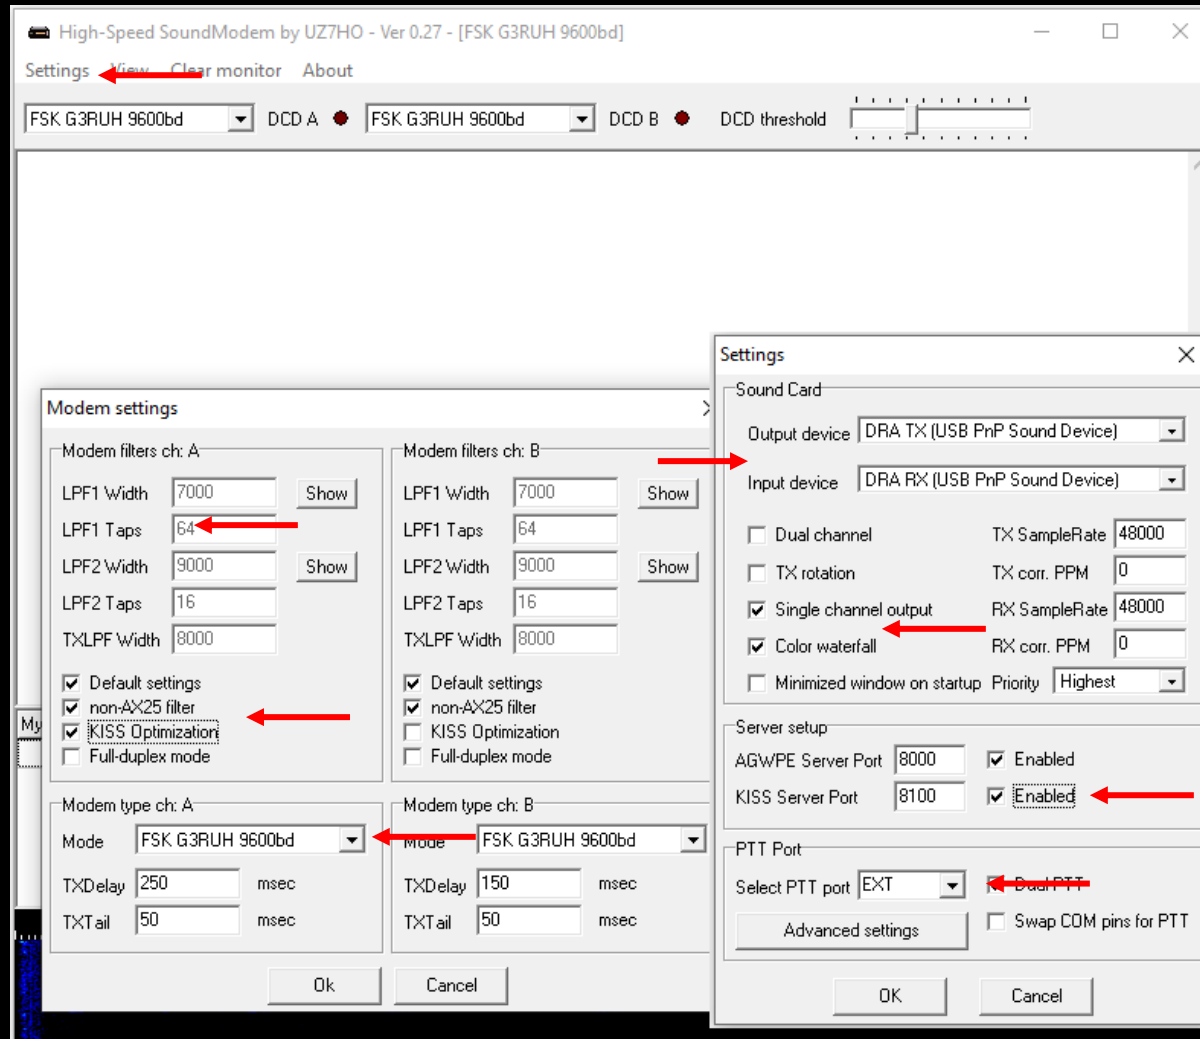 High-Speed SoundModem by UZ7HO - Ver 0.27 - [FSK G3RUH 9600bd]
Settings View Clear monitor About
FSK G3RUH 9600bd DCD A FSK G3RUH 9600bd DCD B DCD threshold
Modem settings
Modem filters ch: A
LPF1 Width 7000 Show
LPF1 Taps 64
LPF2 Width 9000 Show
LPF2 Taps 16
TXLPF Width 8000
Default settings
non-AX25 filter
KISS Optimization
Full-duplex mode
Modem type ch: A
Mode FSK G3RUH 9600bd
TXDelay 250 msec
TXTail 50 msec
Modem filters ch: B
LPF1 Width 7000 Show
LPF1 Taps 64
LPF2 Width 9000 Show
LPF2 Taps 16
TXLPF Width 8000
Default settings
non-AX25 filter
KISS Optimization
Full-duplex mode
Modem type ch: B
Mode FSK G3RUH 9600bd
TXDelay 150 msec
TXTail 50 msec
Ok Cancel
Settings
Sound Card
Output device DRA TX (USB PnP Sound Device)
Input device DRA RX (USB PnP Sound Device)
Dual channel TX SampleRate 48000
TX rotation TX corr. PPM 0
Single channel output RX SampleRate 48000
Color waterfall RX corr. PPM 0
Minimized window on startup Priority Highest
Server setup
AGWPE Server Port 8000 Enabled
KISS Server Port 8100 Enabled
PTT Port
Select PTT port EXT Dual PTT
Advanced settings Swap COM pins for PTT
OK Cancel
My